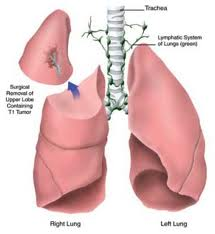 Trachea
Lymphatic System
of Lungs (green)
Surgical
Removal of
Upper Lobe
Containing
T1 Tumor
Right Lung
Left Lung